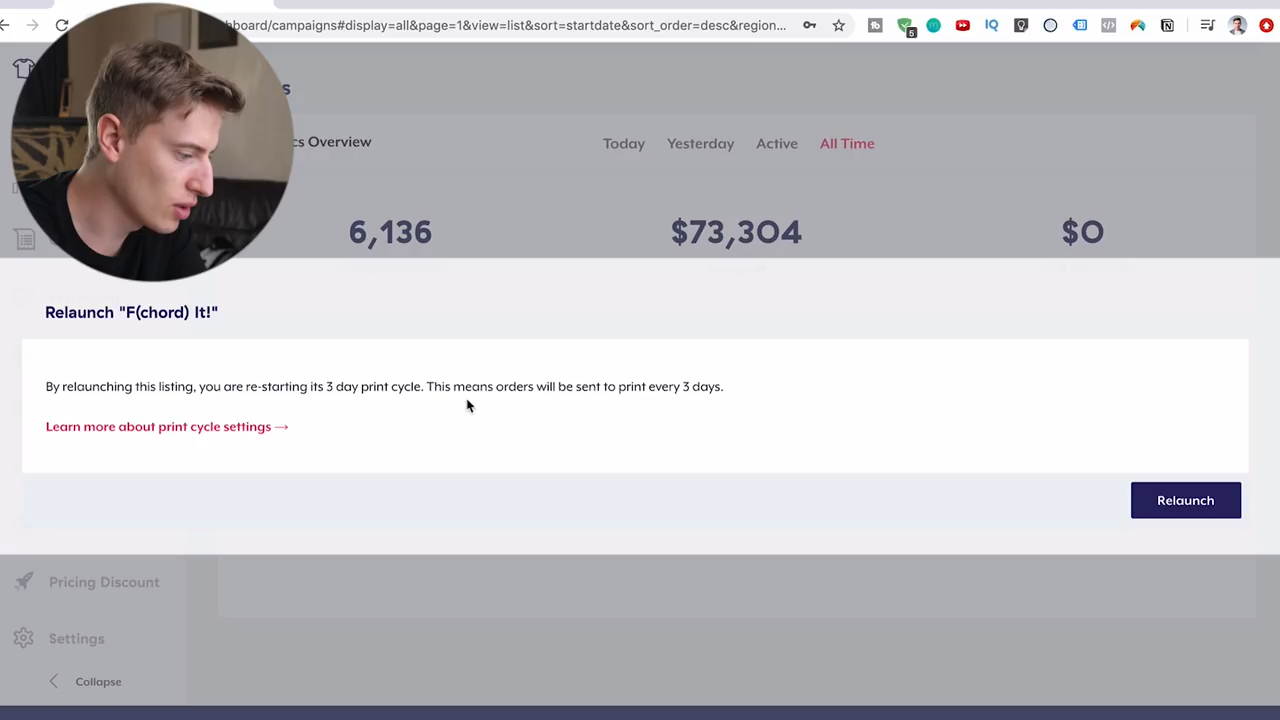 board/campaigns#display=all&page=1&view=list&sort=startdate&sort_order=desc&region...
5
s
cs Overview
Today Yesterday Active All Time
6,136 $73,304 $0
Relaunch "F(chord) It!"
By relaunching this listing, you are re-starting its 3 day print cycle. This means orders will be sent to print every 3 days.
Learn more about print cycle settings →
Relaunch
Pricing Discount
Settings
Collapse